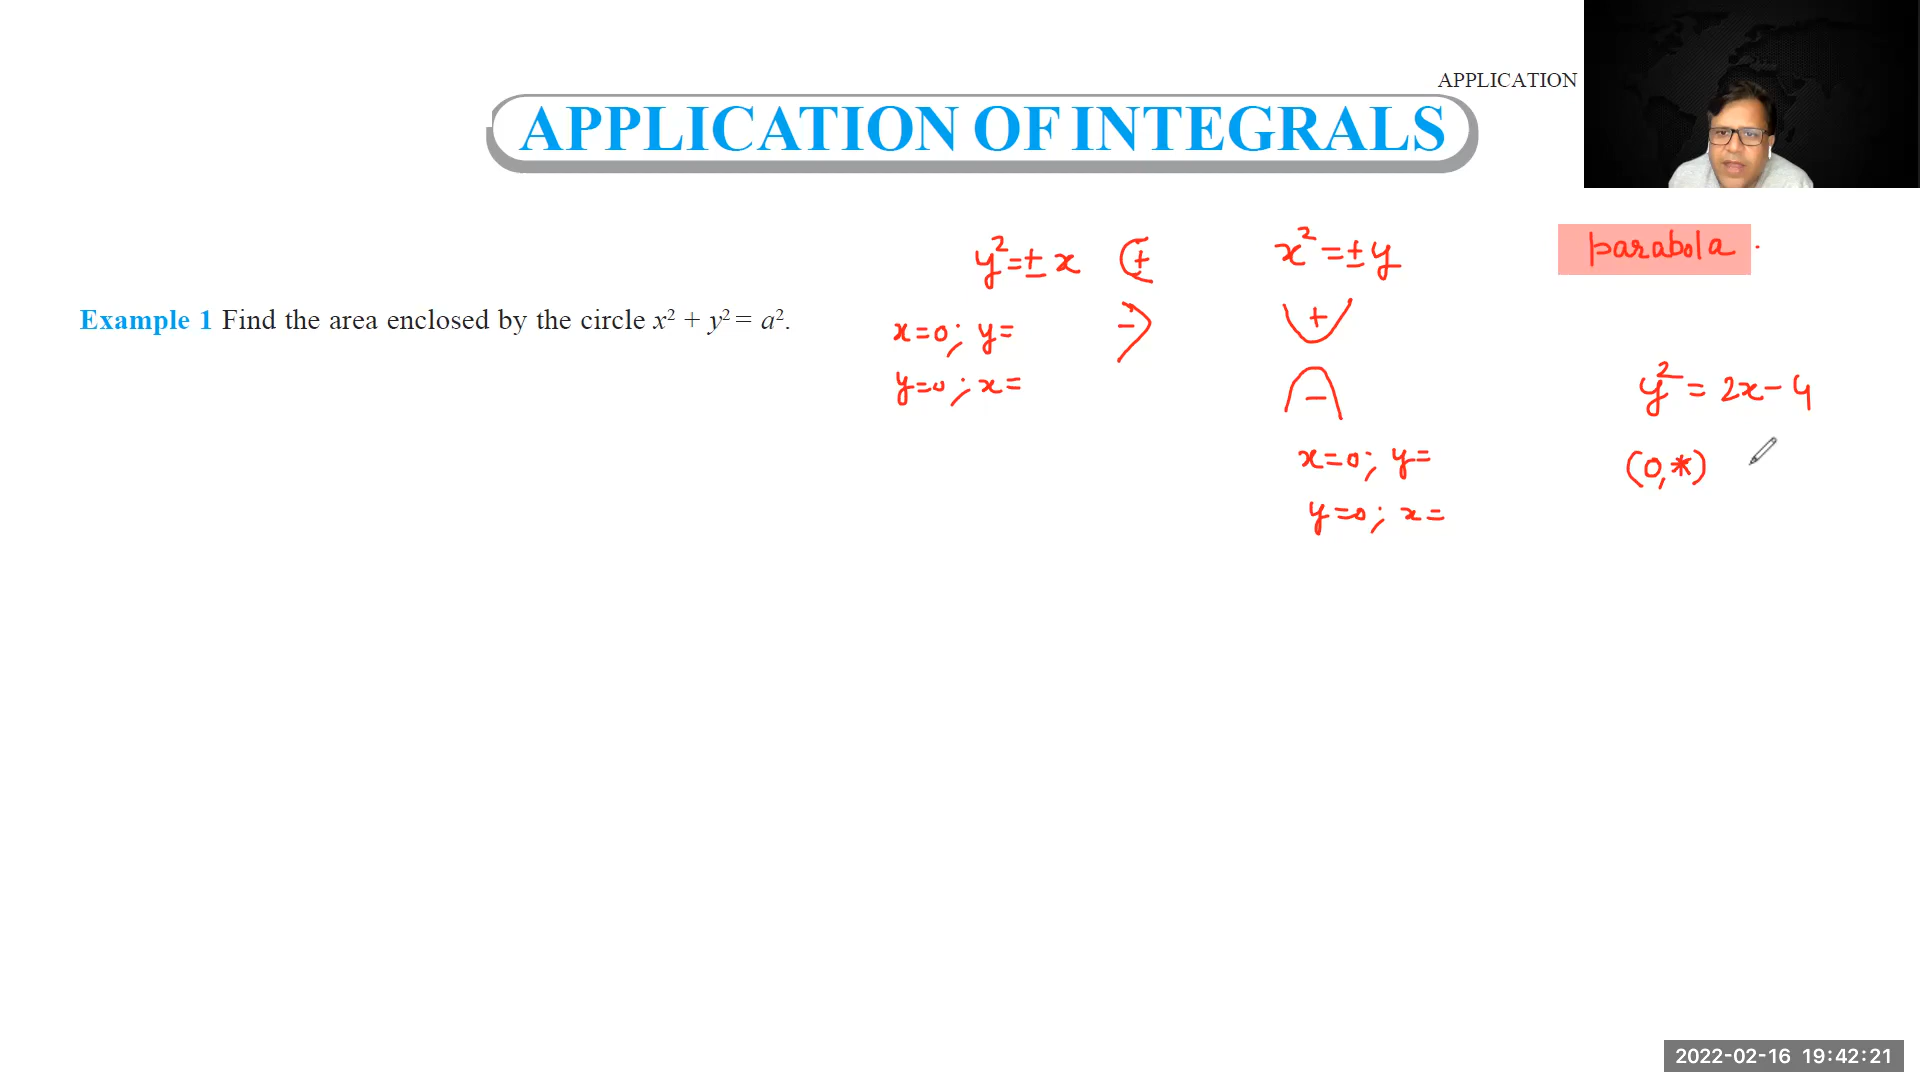 APPLICATION
APPLICATION OF INTEGRALS
y² = ± x (+
x² = ± y
parabola .
Example 1 Find the area enclosed by the circle x² + y² = a².
x=0; y=
-
+
y=0; x=
-
y² = 2x - 4
x=0; y=
(0,*)
y=0; x=
2022-02-16 19:42:21